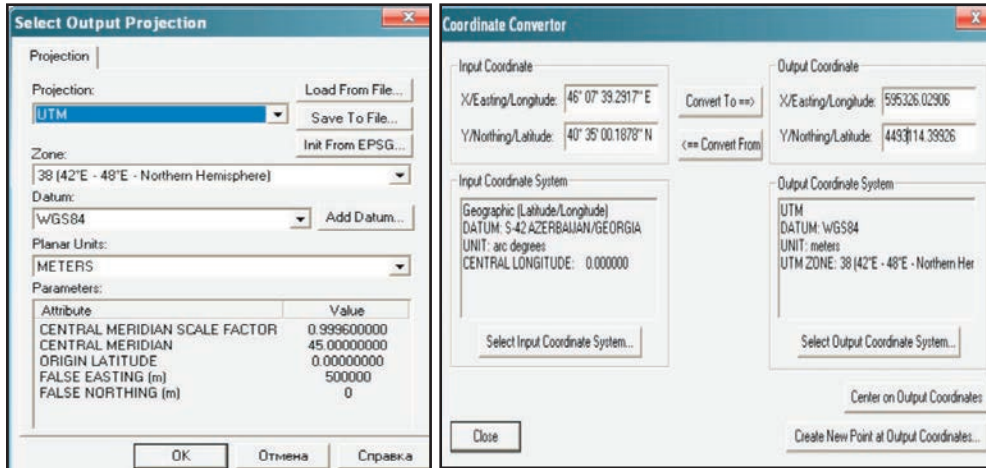 Select Output Projection
Projection
Projection:
UTM
Load From File...
Save To File...
Init From EPSG...
Zone:
38 (42°E - 48°E - Northern Hemisphere)
Datum:
WGS84
Add Datum...
Planar Units:
METERS
Parameters:
Attribute Value
CENTRAL MERIDIAN SCALE FACTOR 0.999600000
CENTRAL MERIDIAN 45.00000000
ORIGIN LATITUDE 0.00000000
FALSE EASTING (m) 500000
FALSE NORTHING (m) 0
OK Отмена Справка
Coordinate Convertor
Input Coordinate
X/Easting/Longitude: 46° 07' 39.2917" E
Y/Northing/Latitude: 40° 35' 00.1878" N
Convert To ==>
<== Convert From
Output Coordinate
X/Easting/Longitude: 595326.02906
Y/Northing/Latitude: 4493114.39926
Input Coordinate System
Geographic (Latitude/Longitude)
DATUM: S-42 AZERBAIJAN/GEORGIA
UNIT: arc degrees
CENTRAL LONGITUDE: 0.000000
Select Input Coordinate System...
Output Coordinate System
UTM
DATUM: WGS84
UNIT: meters
UTM ZONE: 38 (42°E - 48°E - Northern Her
Select Output Coordinate System...
Center on Output Coordinates
Close
Create New Point at Output Coordinates...